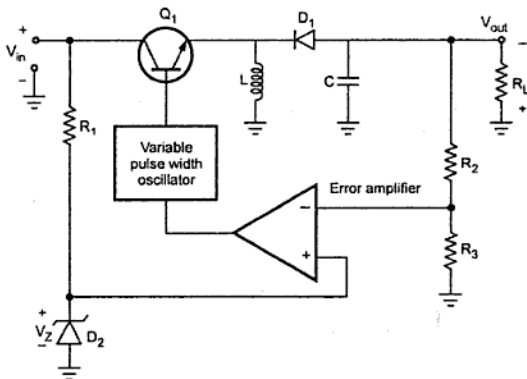 Q1
D1
Vout
+
Vin
−
L
C
−
RL
+
R1
Variable
pulse width
oscillator
Error amplifier
R2
−
+
R3
+
VZ
−
D2